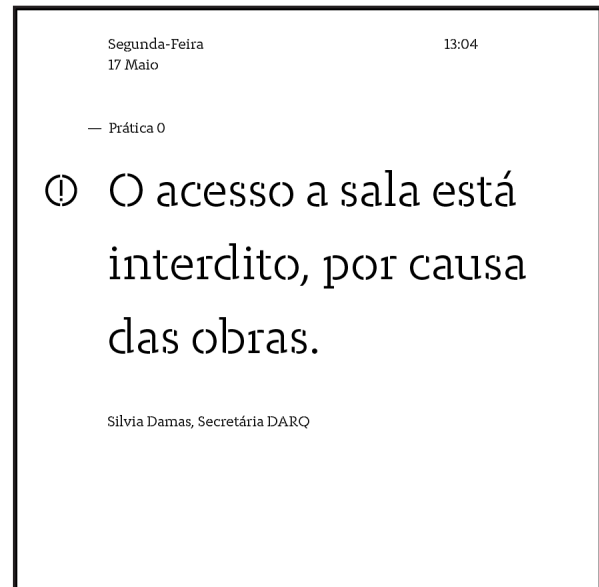 Segunda-Feira 13:04
17 Maio
— Prática 0
! O acesso a sala está
interdito, por causa
das obras.
Silvia Damas, Secretária DARQ